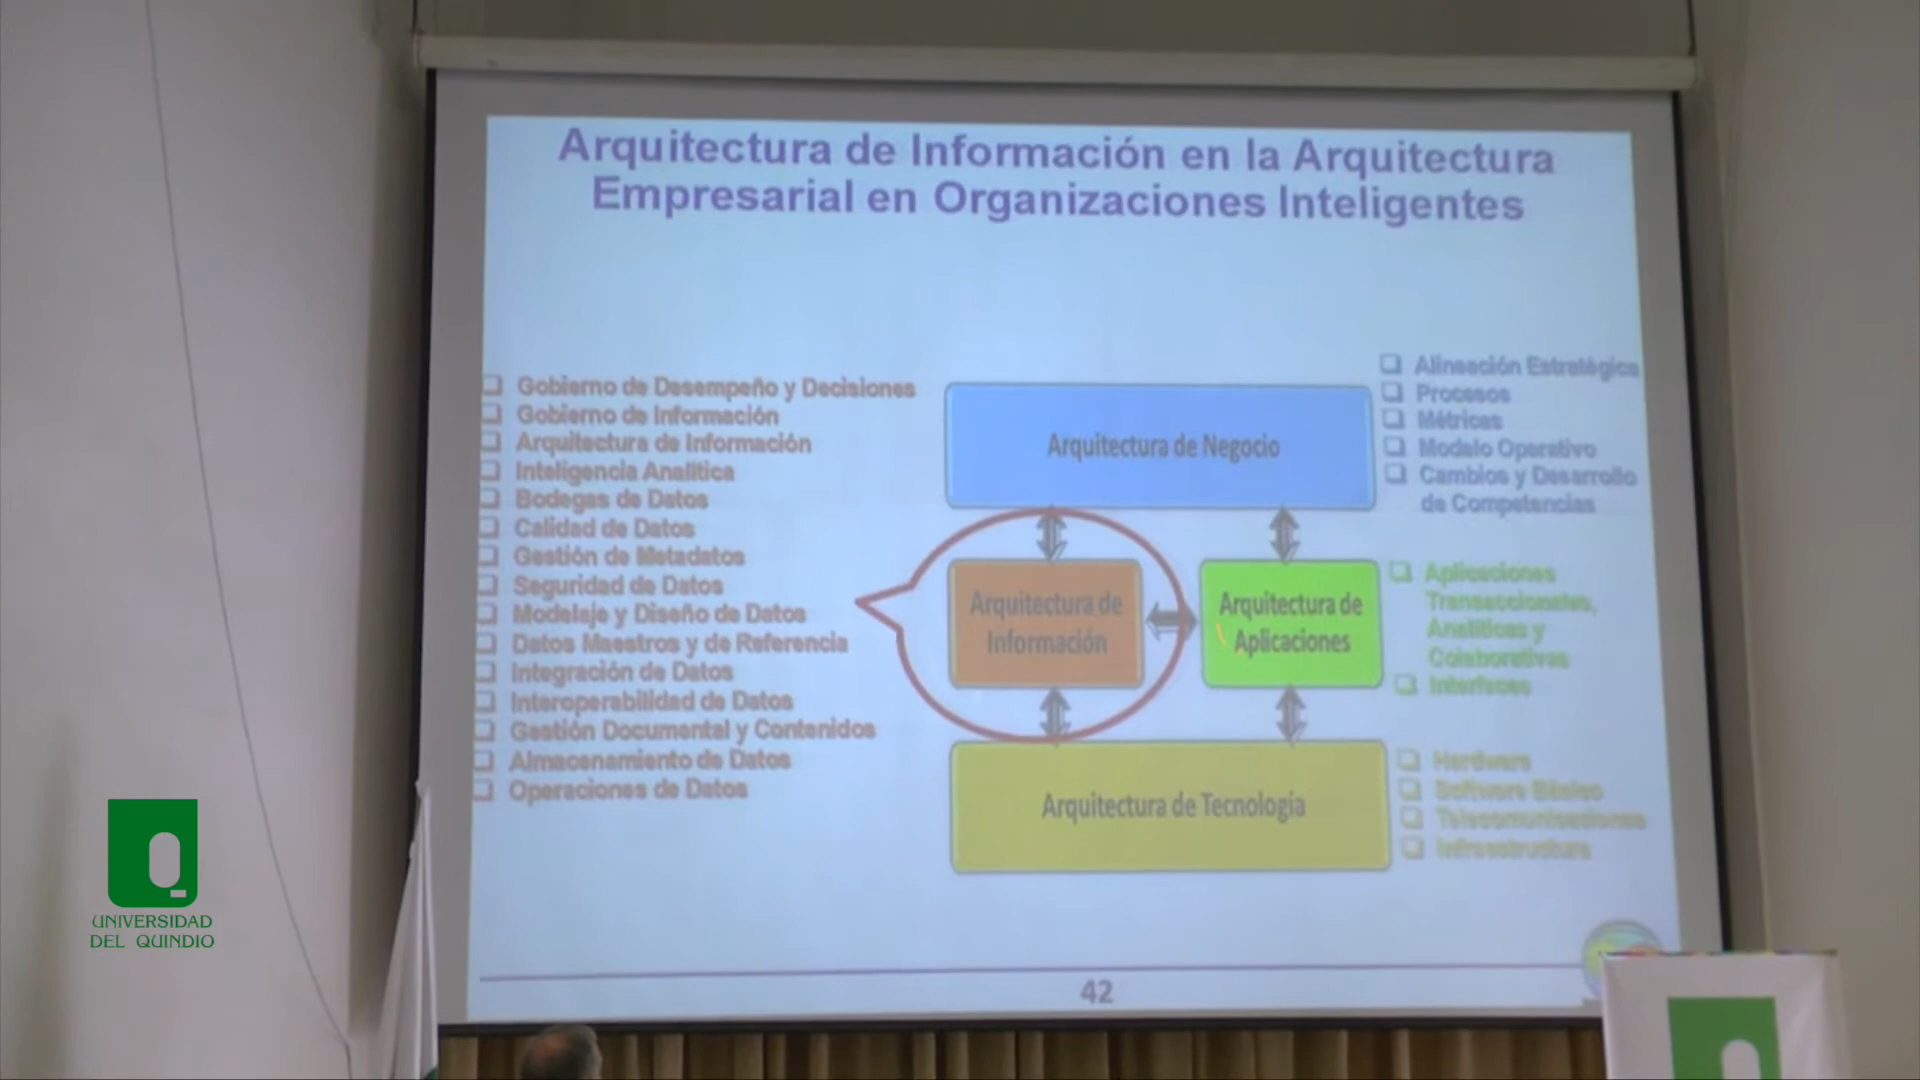 Arquitectura de Información en la Arquitectura
Empresarial en Organizaciones Inteligentes
Gobierno de Desempeño y Decisiones
Gobierno de Información
Arquitectura de Información
Inteligencia Analítica
Bodegas de Datos
Calidad de Datos
Gestión de Metadatos
Seguridad de Datos
Modelaje y Diseño de Datos
Datos Maestros y de Referencia
Integración de Datos
Interoperabilidad de Datos
Gestión Documental y Contenidos
Almacenamiento de Datos
Operaciones de Datos
Arquitectura de Negocio
Arquitectura de
Información
Arquitectura de
Aplicaciones
Arquitectura de Tecnología
Alineación Estratégica
Procesos
Métricas
Modelo Operativo
Cambios y Desarrollo
de Competencias
Aplicaciones
Transaccionales,
Analíticas y
Colaborativas
Interfaces
Hardware
Software Básico
Telecomunicaciones
Infraestructura
42
UNIVERSIDAD
DEL QUINDIO